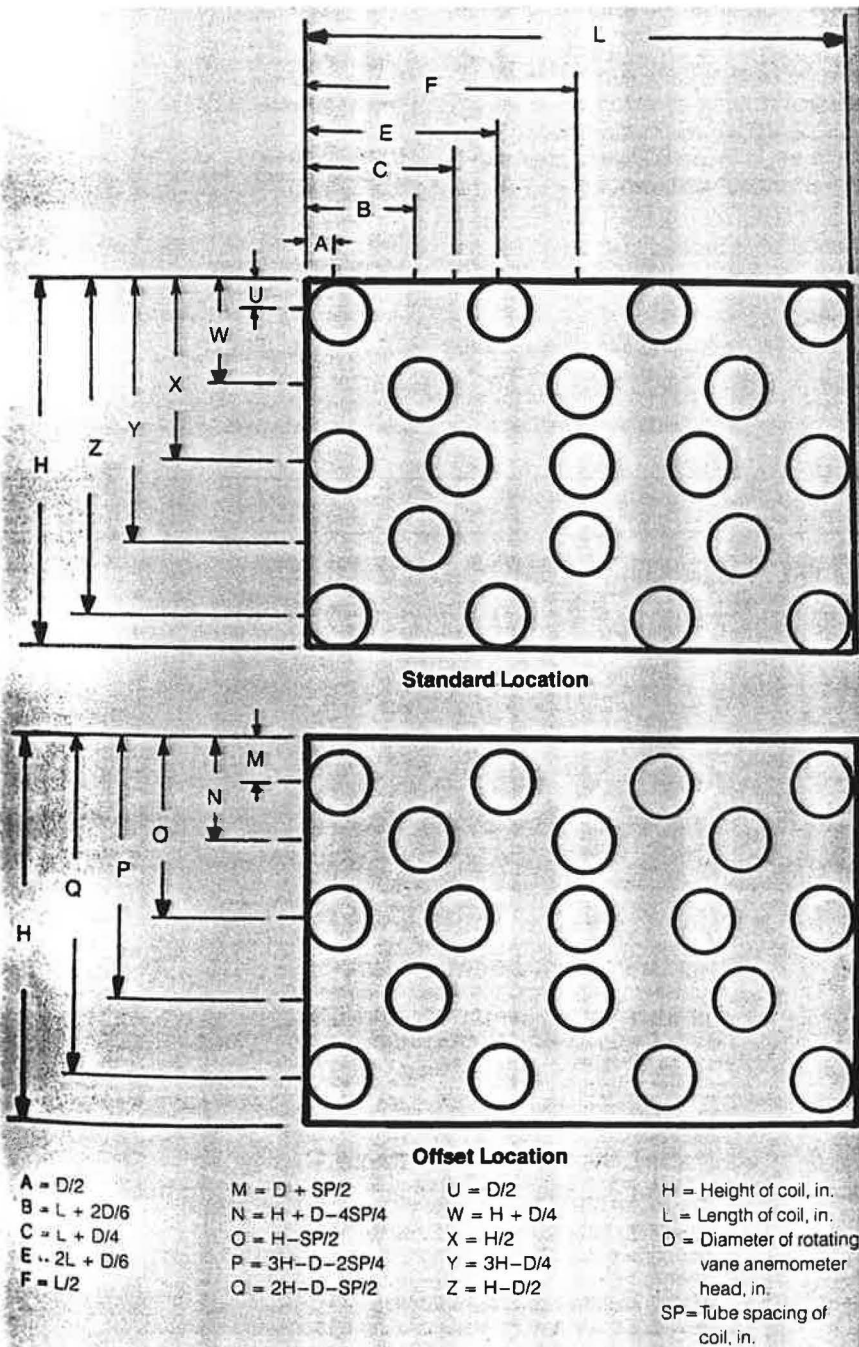 L
F
E
C
B
A
U
W
X
Y
Z
H
Standard Location
M
N
O
P
Q
H
Offset Location
A = D/2
B = L + 2D/6
C = L + D/4
E .. 2L + D/6
F = L/2
M = D + SP/2
N = H + D-4SP/4
O = H-SP/2
P = 3H-D-2SP/4
Q = 2H-D-SP/2
U = D/2
W = H + D/4
X = H/2
Y = 3H-D/4
Z = H-D/2
H = Height of coil, in.
L = Length of coil, in.
D = Diameter of rotating
vane anemometer
head, in.
SP=Tube spacing of
coil, in.